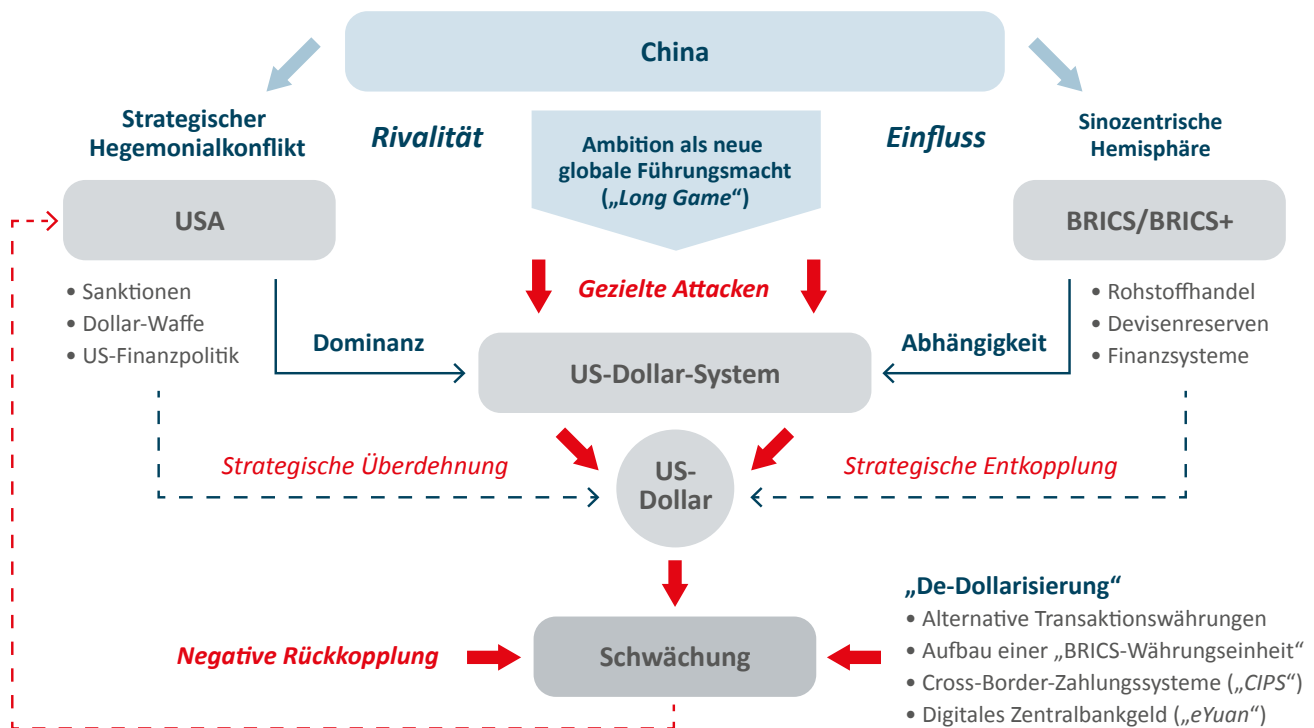 China
Strategischer
Hegemonialkonflikt
Rivalität
Ambition als neue
globale Führungsmacht
(„Long Game“)
Einfluss
Sinozentrische
Hemisphäre
USA
BRICS/BRICS+
• Sanktionen
• Dollar-Waffe
• US-Finanzpolitik
Gezielte Attacken
• Rohstoffhandel
• Devisenreserven
• Finanzsysteme
Dominanz
US-Dollar-System
Abhängigkeit
Strategische Überdehnung
US-
Dollar
Strategische Entkopplung
Negative Rückkopplung
Schwächung
„De-Dollarisierung“
• Alternative Transaktionswährungen
• Aufbau einer „BRICS-Währungseinheit“
• Cross-Border-Zahlungssysteme („CIPS“)
• Digitales Zentralbankgeld („eYuan“)